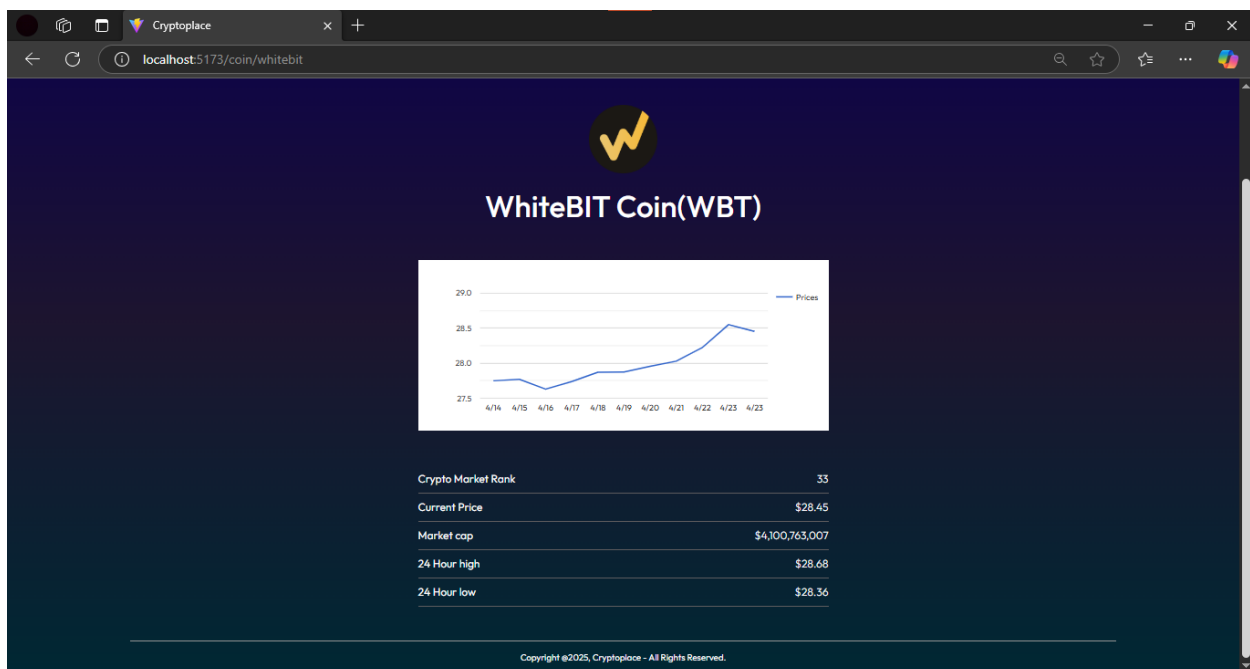 Cryptoplace
localhost:5173/coin/whitebit
WhiteBIT Coin(WBT)
29.0
Prices
28.5
28.0
27.5
4/14 4/15 4/16 4/17 4/18 4/19 4/20 4/21 4/22 4/23 4/23
Crypto Market Rank 33
Current Price $28.45
Market cap $4,100,763,007
24 Hour high $28.68
24 Hour low $28.36
Copyright @2025, Cryptoplace - All Rights Reserved.